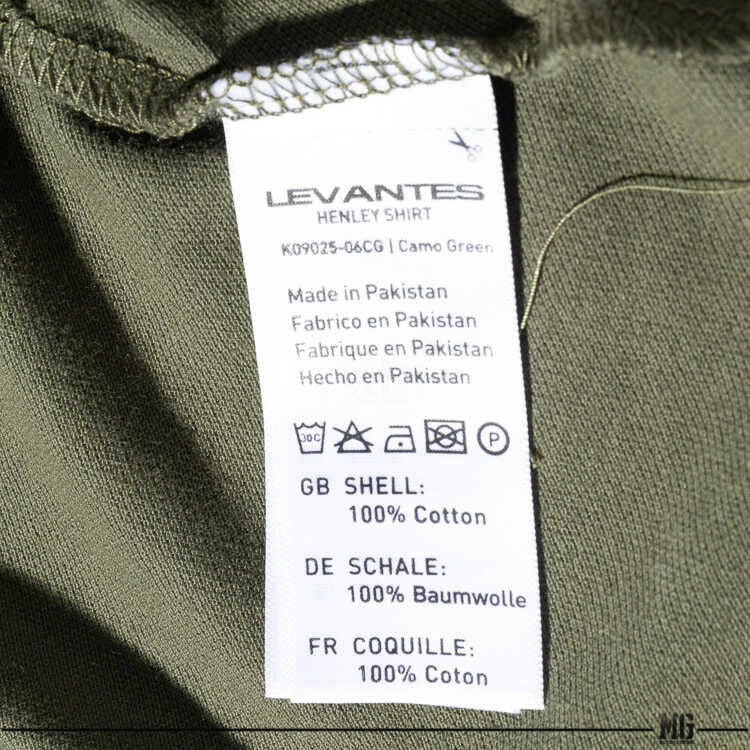 LEVANTES
HENLEY SHIRT
K09025-06CG | Camo Green
Made in Pakistan
Fabrico en Pakistan
Fabrique en Pakistan
Hecho en Pakistan
30C P
GB SHELL:
100% Cotton
DE SCHALE:
100% Baumwolle
FR COQUILLE:
100% Coton
MG